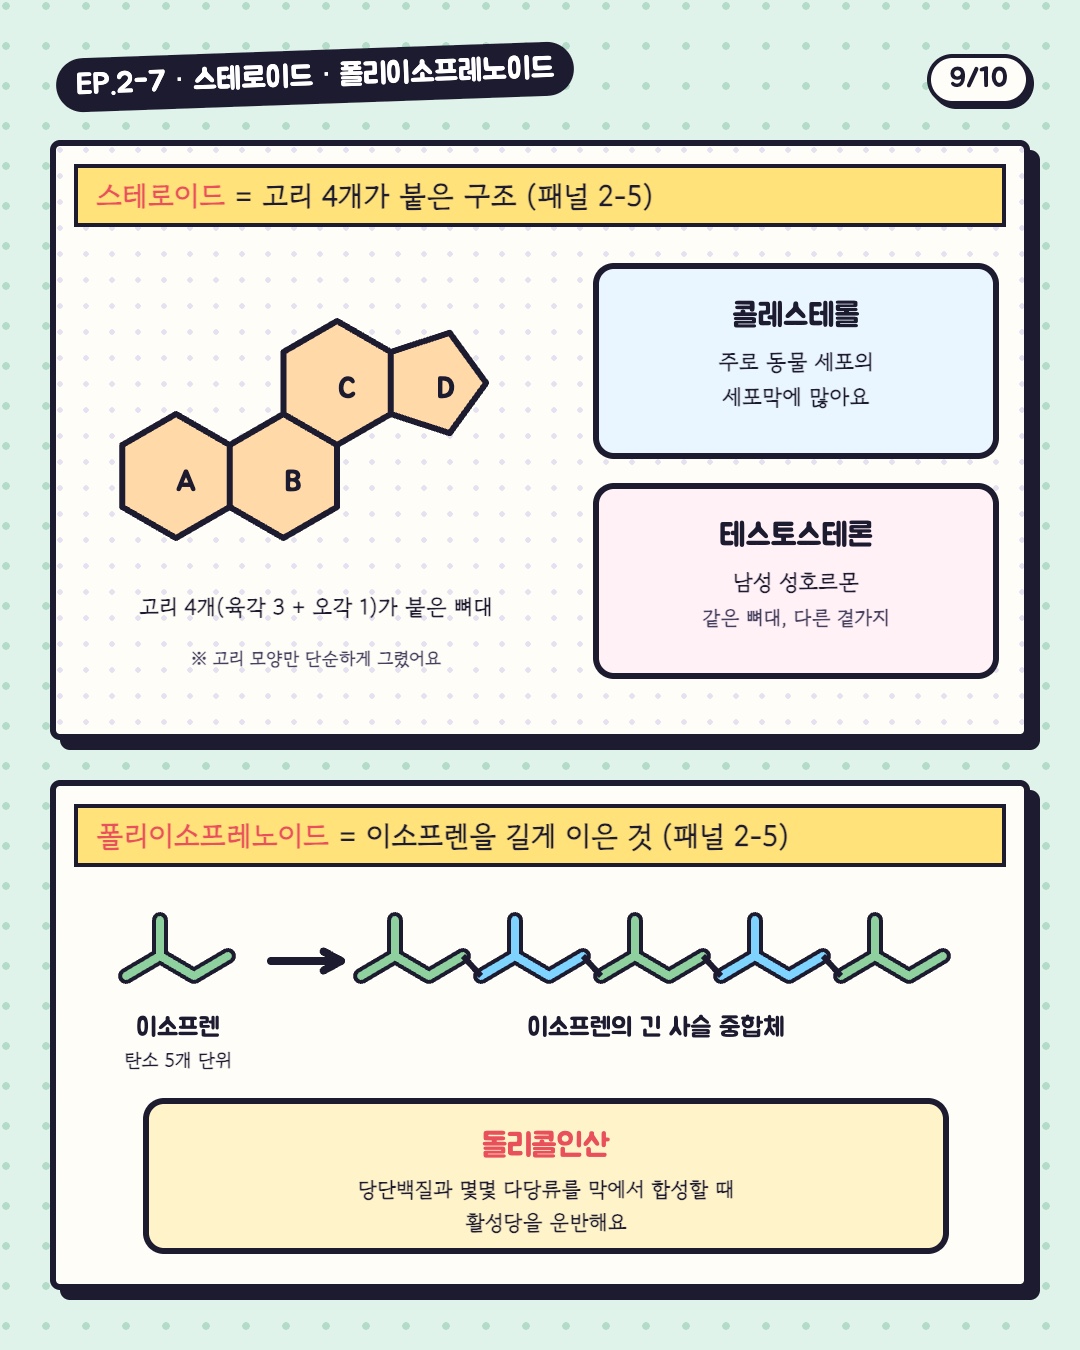 EP.2-7 · 스테로이드 · 폴리이소프레노이드
9/10
스테로이드 = 고리 4개가 붙은 구조 (패널 2-5)
A
B
C
D
고리 4개(육각 3 + 오각 1)가 붙은 뼈대
※ 고리 모양만 단순하게 그렸어요
콜레스테롤
주로 동물 세포의
세포막에 많아요
테스토스테론
남성 성호르몬
같은 뼈대, 다른 곁가지
폴리이소프레노이드 = 이소프렌을 길게 이은 것 (패널 2-5)
이소프렌
탄소 5개 단위
이소프렌의 긴 사슬 중합체
돌리콜인산
당단백질과 몇몇 다당류를 막에서 합성할 때
활성당을 운반해요